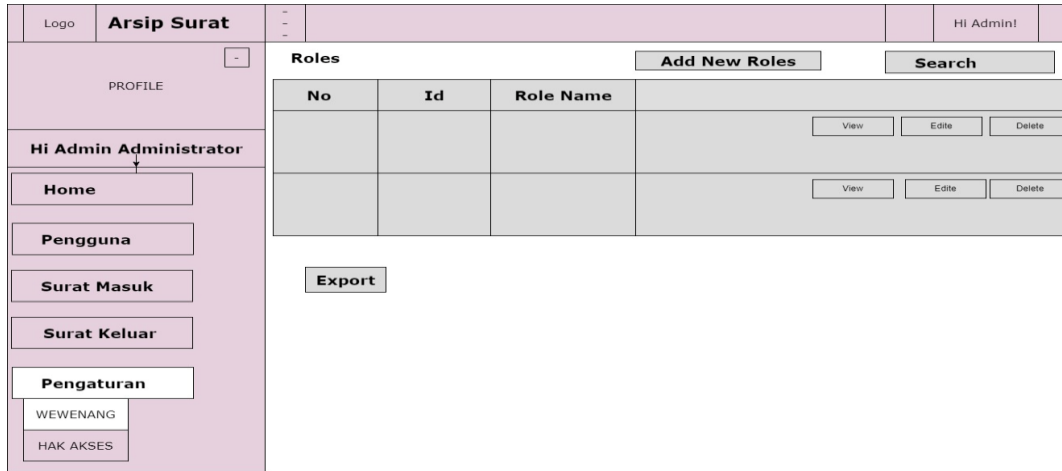 Logo
Arsip Surat
-
-
-
Hi Admin!
-
PROFILE
Hi Admin Administrator
Home
Pengguna
Surat Masuk
Surat Keluar
Pengaturan
WEWENANG
HAK AKSES
Roles
Add New Roles
Search
No Id Role Name
View Edite Delete
View Edite Delete
Export